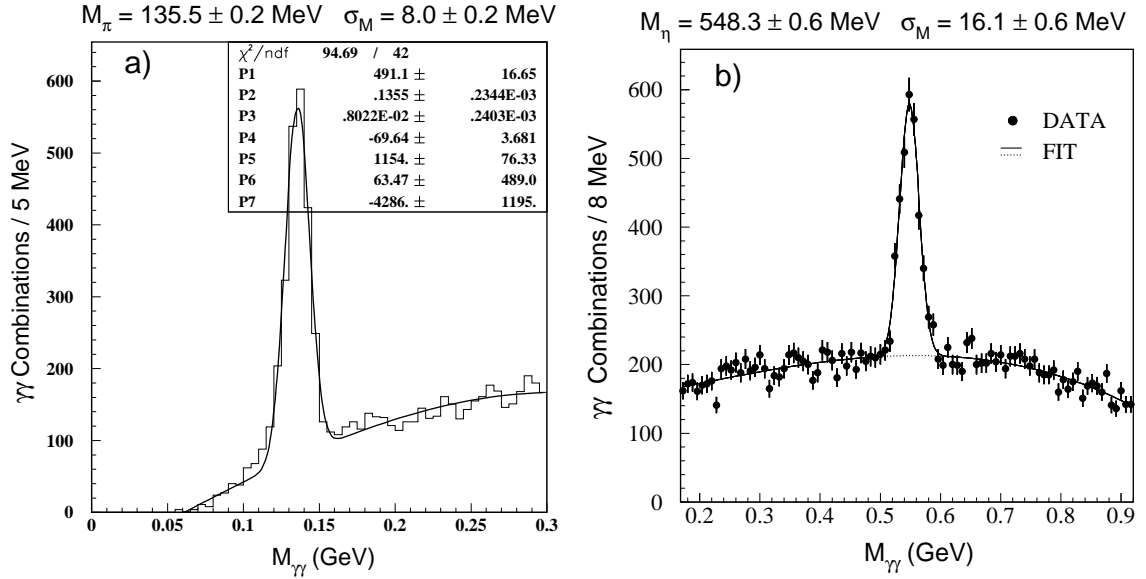 M_π = 135.5 ± 0.2 MeV σ_M = 8.0 ± 0.2 MeV
a)
χ²/ndf 94.69 / 42
P1 491.1 ± 16.65
P2 .1355 ± .2344E-03
P3 .8022E-02 ± .2403E-03
P4 -69.64 ± 3.681
P5 1154. ± 76.33
P6 63.47 ± 489.0
P7 -4286. ± 1195.
γγ Combinations / 5 MeV
600
500
400
300
200
100
0
0 0.05 0.1 0.15 0.2 0.25 0.3
M_γγ (GeV)
M_η = 548.3 ± 0.6 MeV σ_M = 16.1 ± 0.6 MeV
b)
DATA
FIT
γγ Combinations / 8 MeV
600
500
400
300
200
100
0
0.2 0.3 0.4 0.5 0.6 0.7 0.8 0.9
M_γγ (GeV)